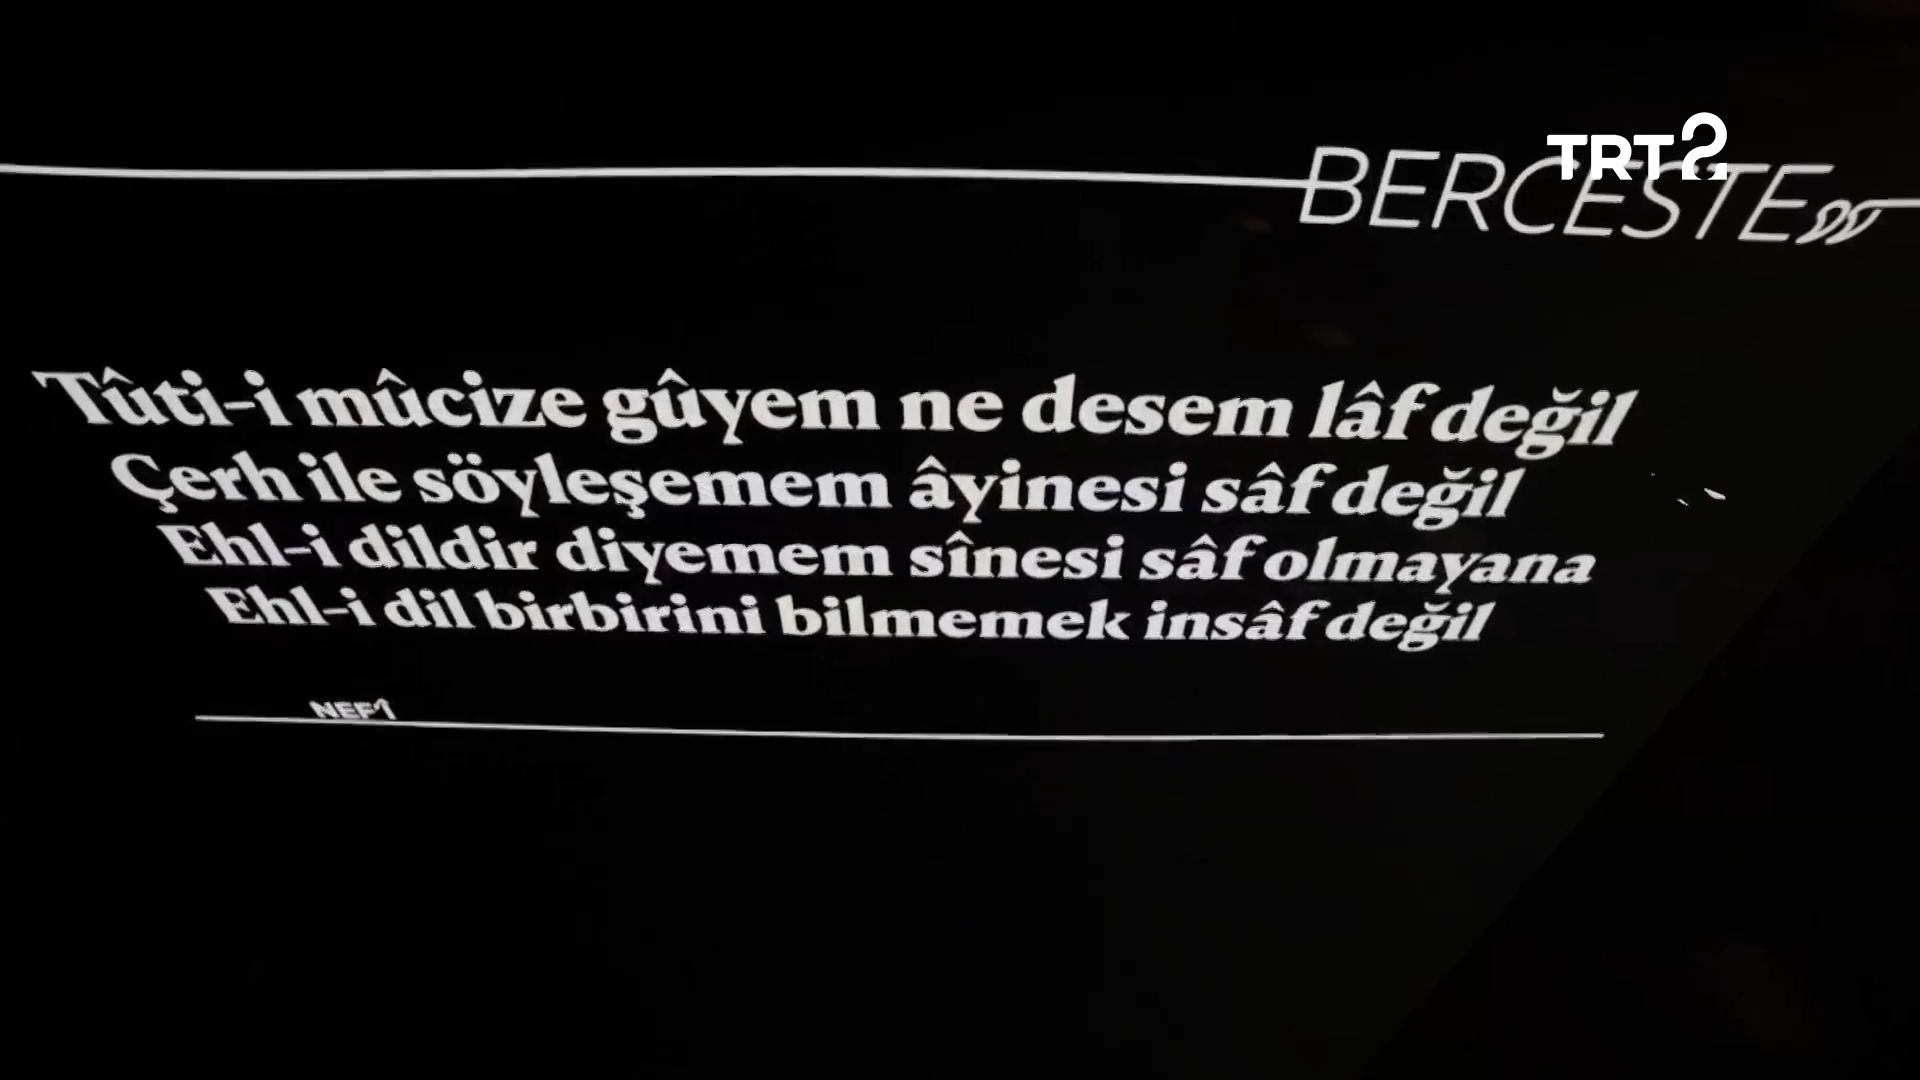 TRT2
BERCESTE
Tûti-i mûcize gûyem ne desem lâf değil
Çerh ile söyleşemem âyinesi sâf değil
Ehl-i dildir diyemem sînesi sâf olmayana
Ehl-i dil birbirini bilmemek insâf değil
NEF'Î